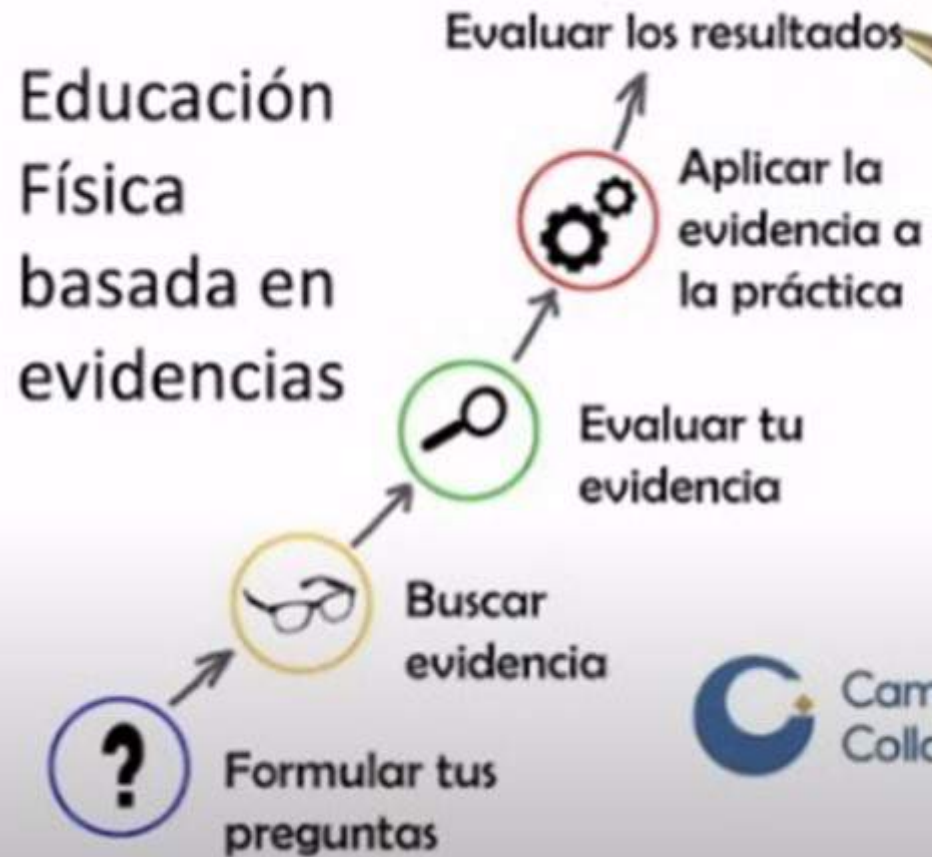 Evaluar los resultados
Educación
Física
basada en
evidencias
Aplicar la
evidencia a
la práctica
Evaluar tu
evidencia
Buscar
evidencia
?
Formular tus
preguntas